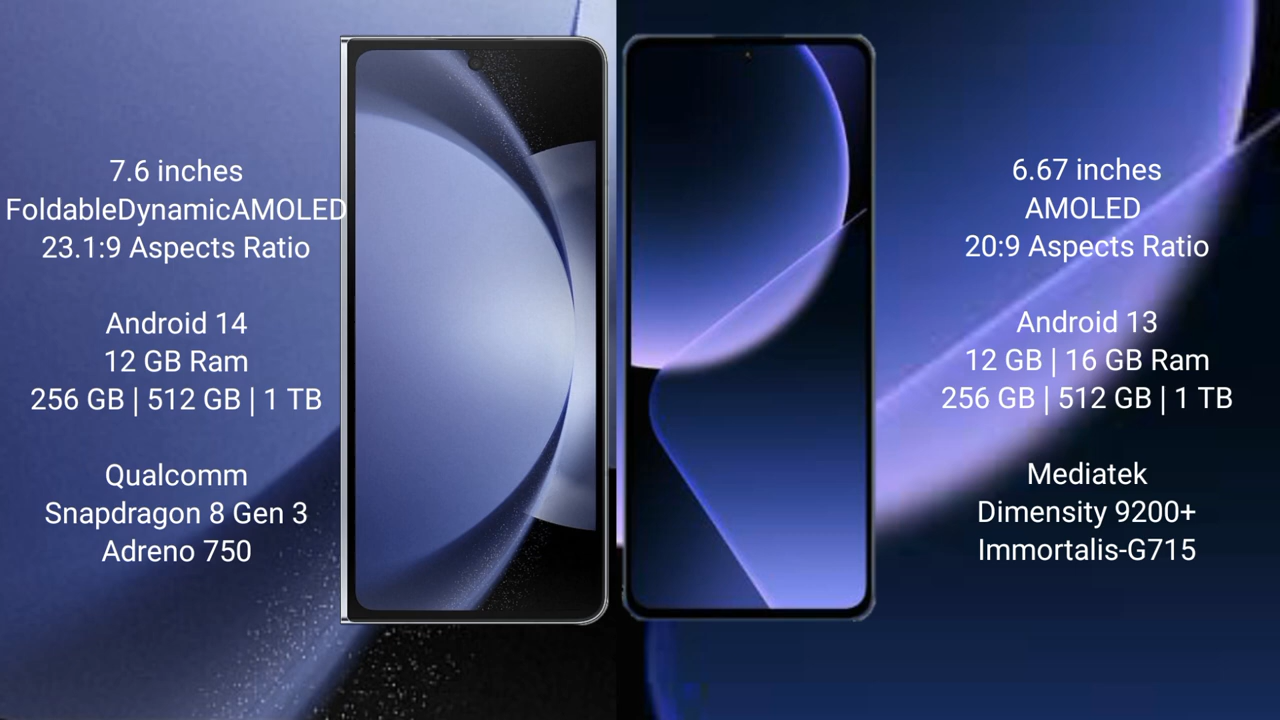 7.6 inches
FoldableDynamicAMOLED
23.1:9 Aspects Ratio
Android 14
12 GB Ram
256 GB | 512 GB | 1 TB
Qualcomm
Snapdragon 8 Gen 3
Adreno 750
6.67 inches
AMOLED
20:9 Aspects Ratio
Android 13
12 GB | 16 GB Ram
256 GB | 512 GB | 1 TB
Mediatek
Dimensity 9200+
Immortalis-G715